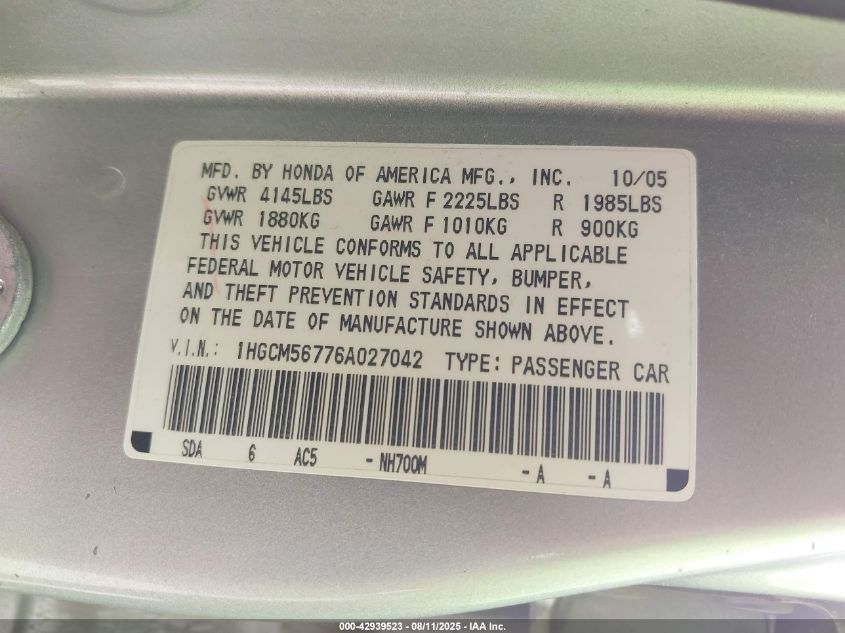 MFD. BY HONDA OF AMERICA MFG., INC. 10/05
GVWR 4145LBS GAWR F 2225LBS R 1985LBS
GVWR 1880KG GAWR F 1010KG R 900KG
THIS VEHICLE CONFORMS TO ALL APPLICABLE
FEDERAL MOTOR VEHICLE SAFETY, BUMPER,
AND THEFT PREVENTION STANDARDS IN EFFECT
ON THE DATE OF MANUFACTURE SHOWN ABOVE.
V.I.N.: 1HGCM56776A027042 TYPE: PASSENGER CAR
SDA 6 AC5 - NH700M - A - A
000-42939523 - 08/11/2025 - IAA Inc.